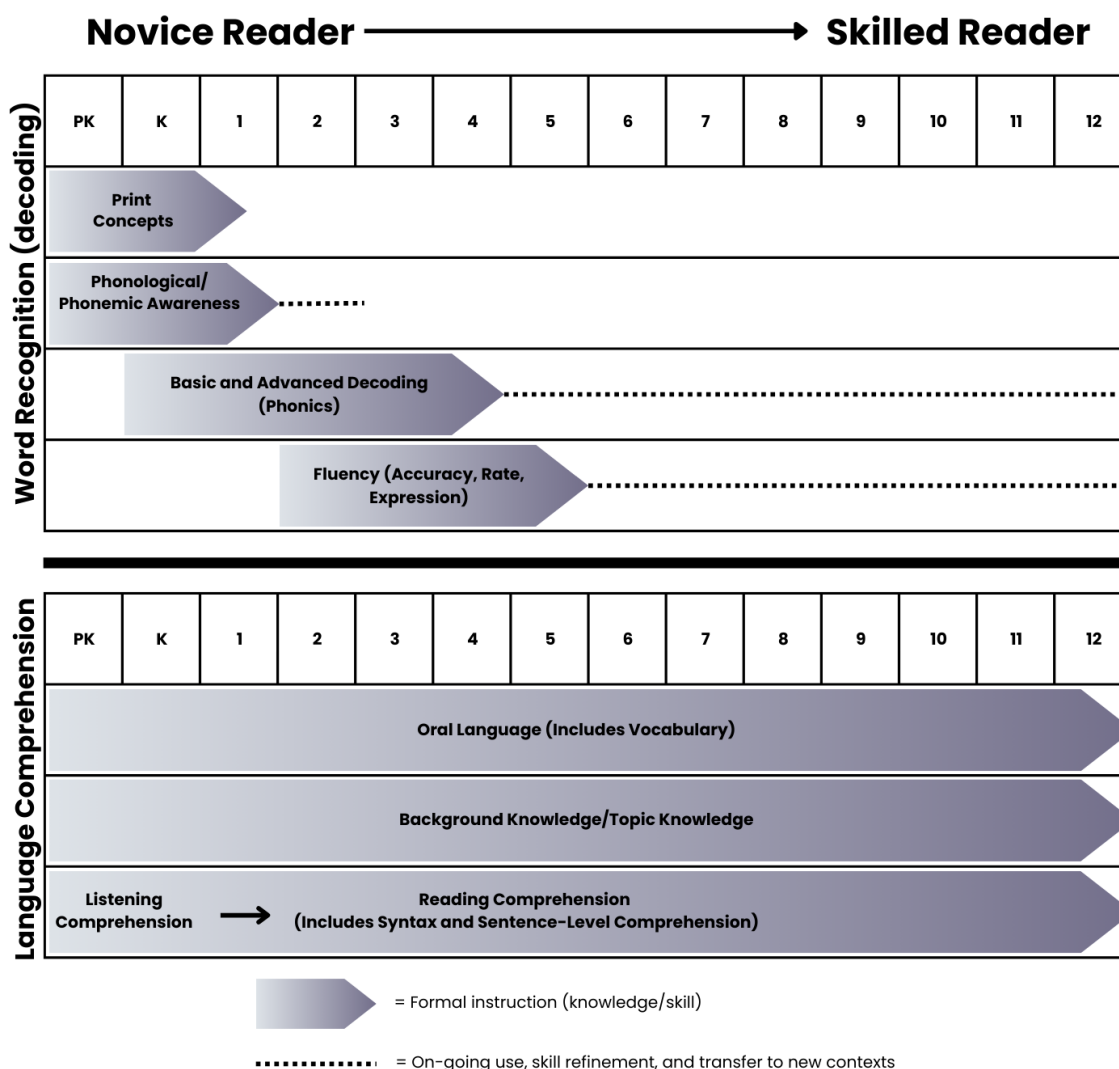 Novice Reader
Skilled Reader
Word Recognition (decoding)
PK K 1 2 3 4 5 6 7 8 9 10 11 12
Print
Concepts
Phonological/
Phonemic Awareness
Basic and Advanced Decoding
(Phonics)
Fluency (Accuracy, Rate,
Expression)
Language Comprehension
PK K 1 2 3 4 5 6 7 8 9 10 11 12
Oral Language (Includes Vocabulary)
Background Knowledge/Topic Knowledge
Listening
Comprehension
Reading Comprehension
(Includes Syntax and Sentence-Level Comprehension)
= Formal instruction (knowledge/skill)
= On-going use, skill refinement, and transfer to new contexts